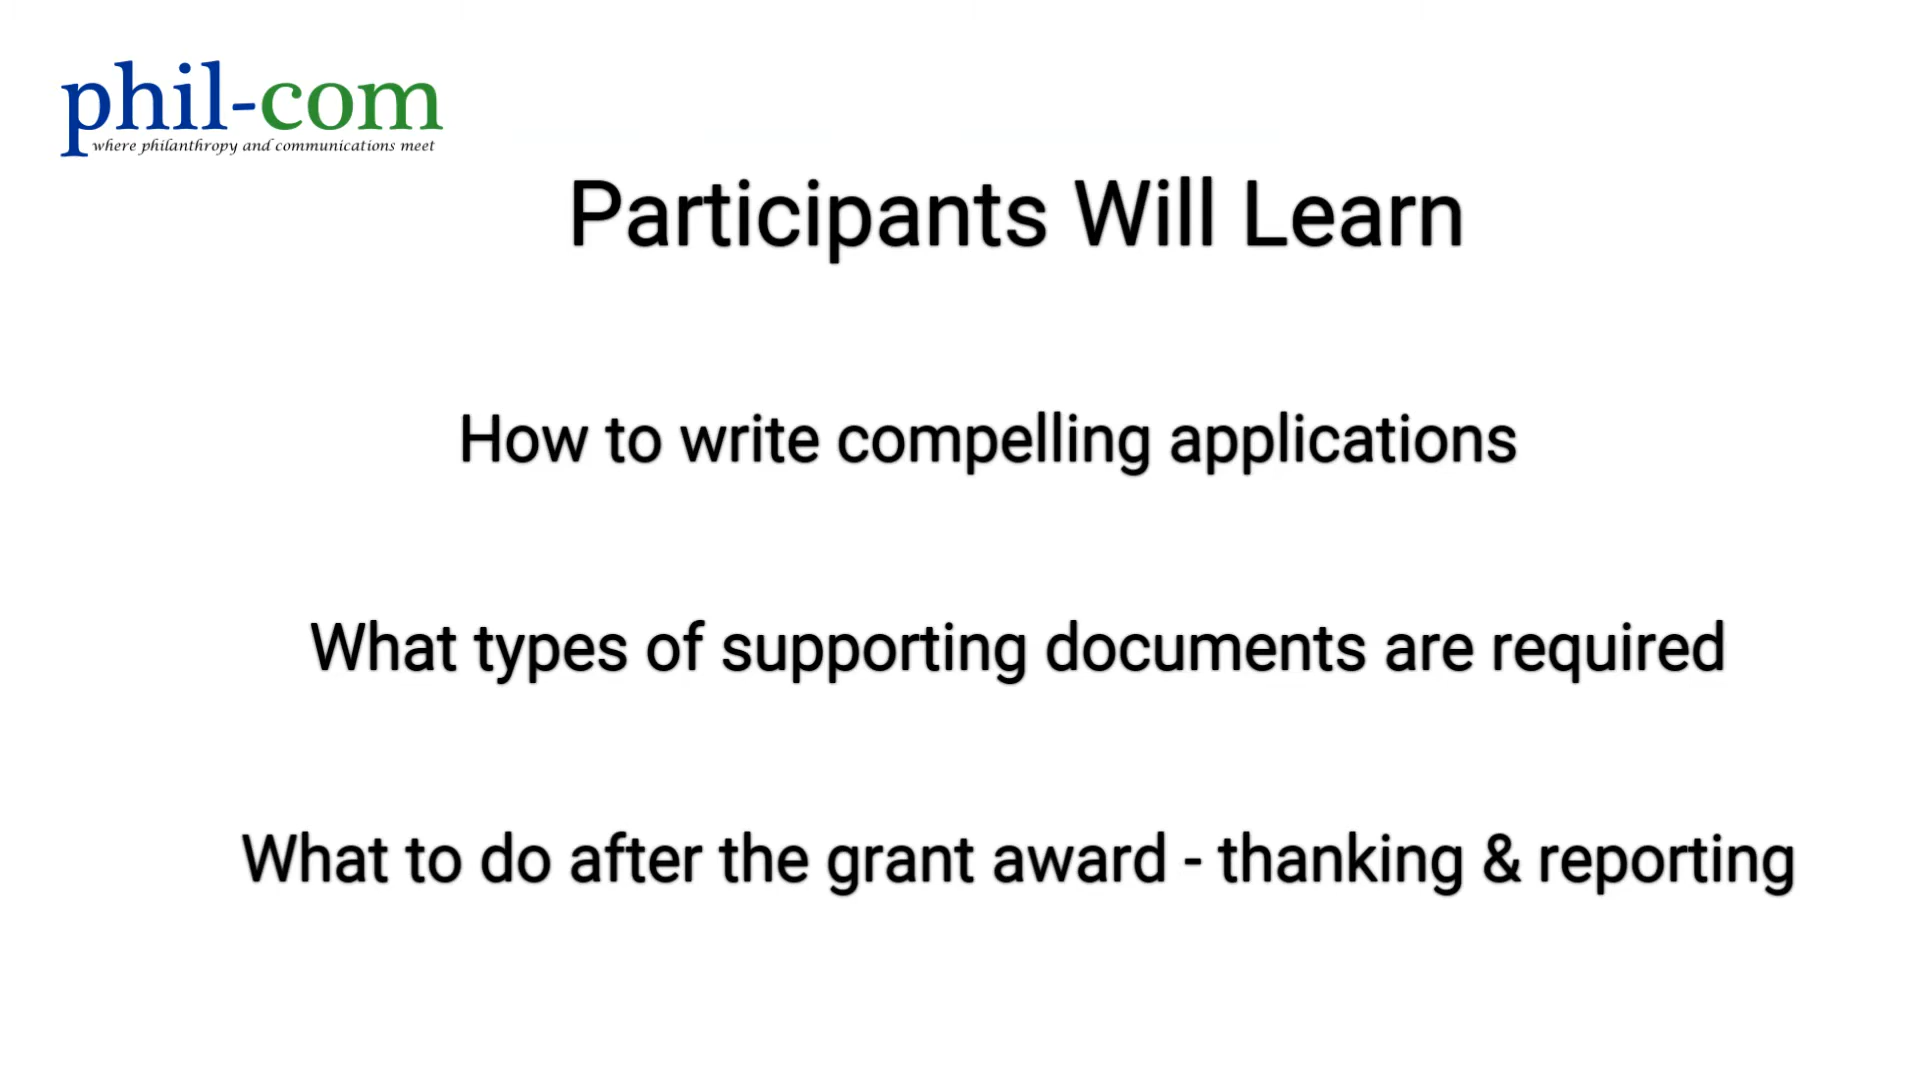 phil-com
where philanthropy and communications meet
Participants Will Learn
How to write compelling applications
What types of supporting documents are required
What to do after the grant award - thanking & reporting